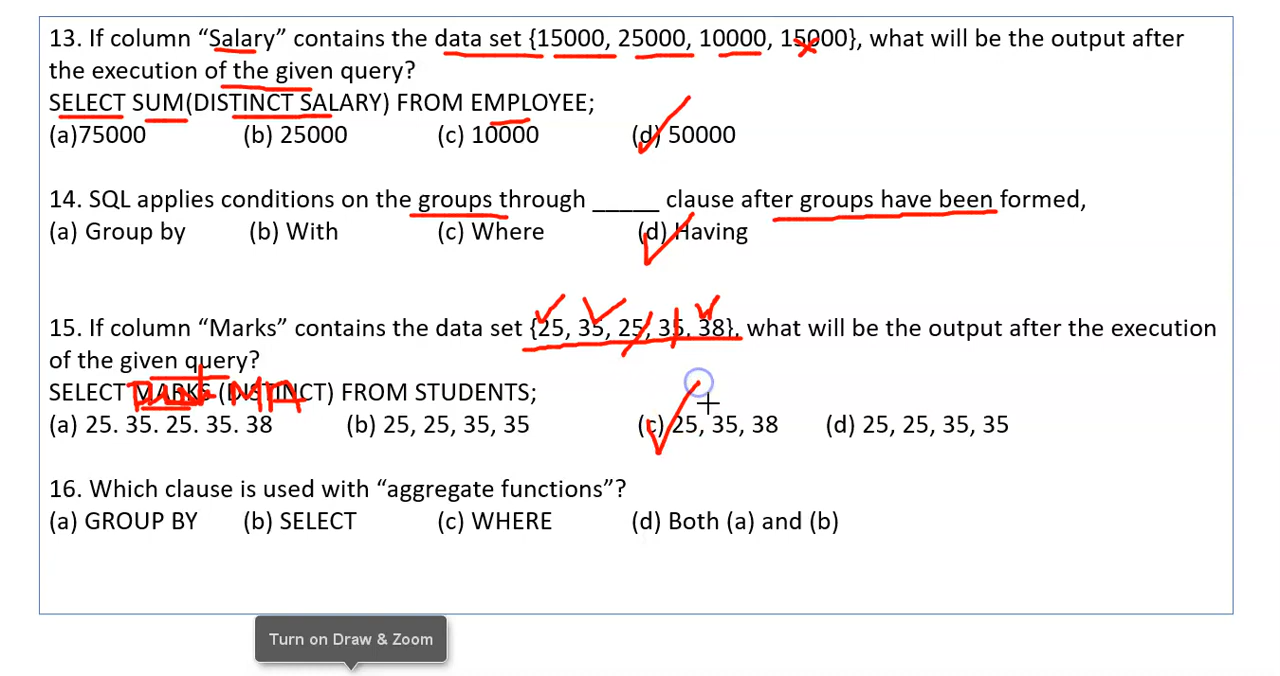 13. If column “Salary” contains the data set {15000, 25000, 10000, 15000}, what will be the output after
the execution of the given query?
SELECT SUM(DISTINCT SALARY) FROM EMPLOYEE;
(a)75000 (b) 25000 (c) 10000 (d) 50000
14. SQL applies conditions on the groups through _____ clause after groups have been formed,
(a) Group by (b) With (c) Where (d) Having
15. If column “Marks” contains the data set {25, 35, 25, 35, 38}, what will be the output after the execution
of the given query?
SELECT MARKS (DISTINCT) FROM STUDENTS;
(a) 25. 35. 25. 35. 38 (b) 25, 25, 35, 35 (c) 25, 35, 38 (d) 25, 25, 35, 35
16. Which clause is used with “aggregate functions”?
(a) GROUP BY (b) SELECT (c) WHERE (d) Both (a) and (b)
Turn on Draw & Zoom